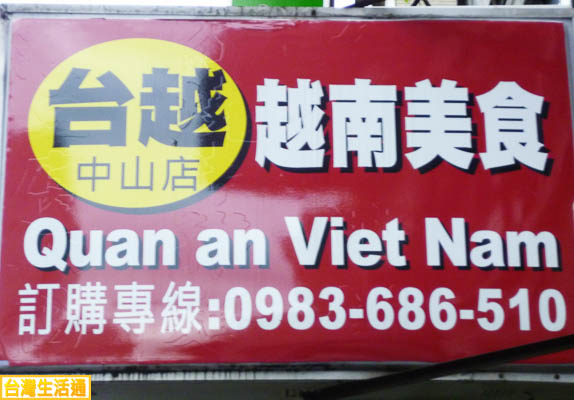 台越
中山店
越南美食
Quan an Viet Nam
訂購專線:0983-686-510
台灣生活通